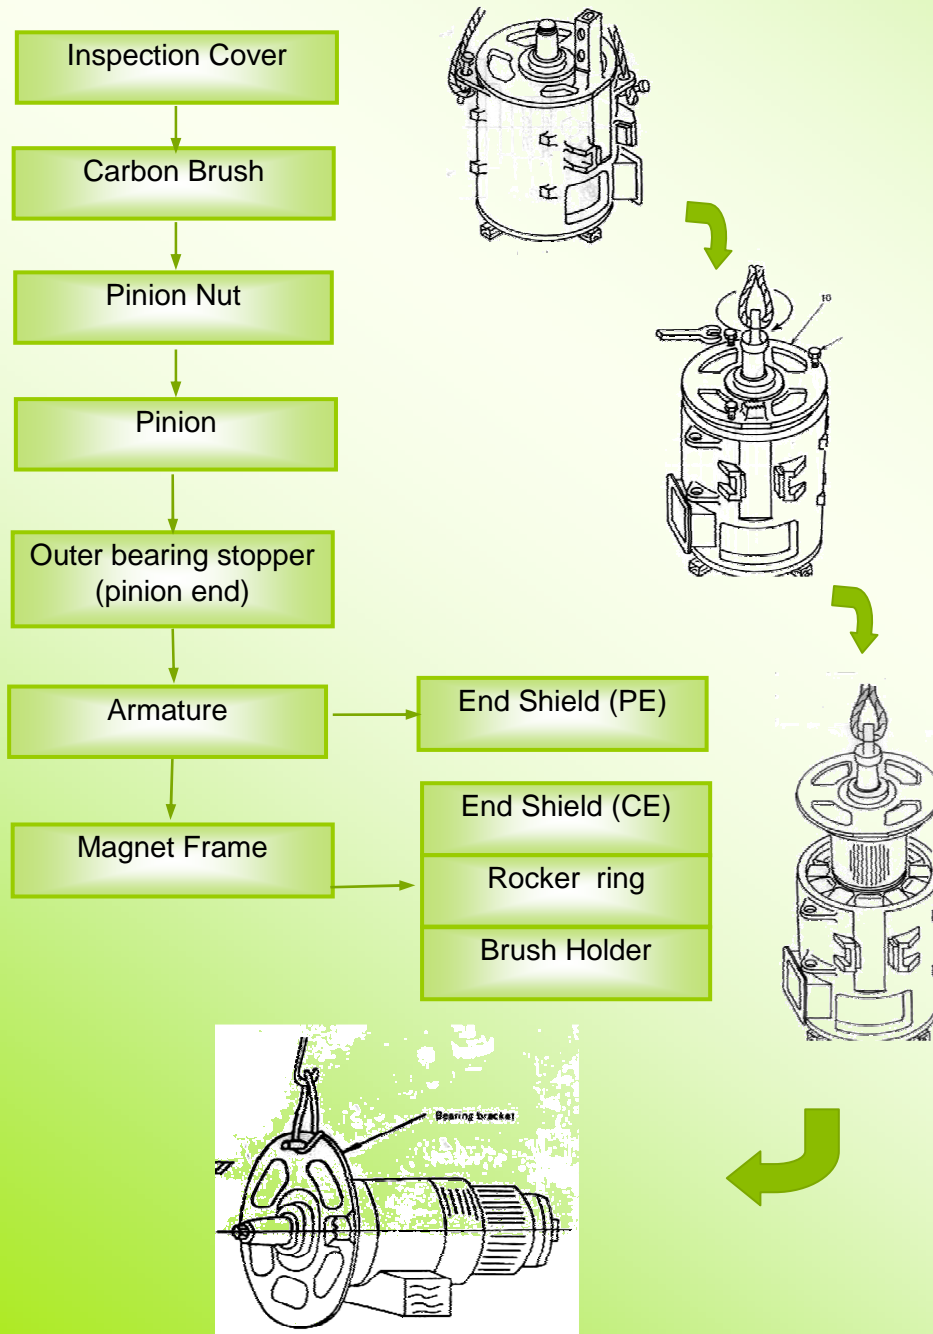 Inspection Cover
Carbon Brush
Pinion Nut
Pinion
Outer bearing stopper
(pinion end)
Armature
End Shield (PE)
Magnet Frame
End Shield (CE)
Rocker ring
Brush Holder
10
Bearing bracket